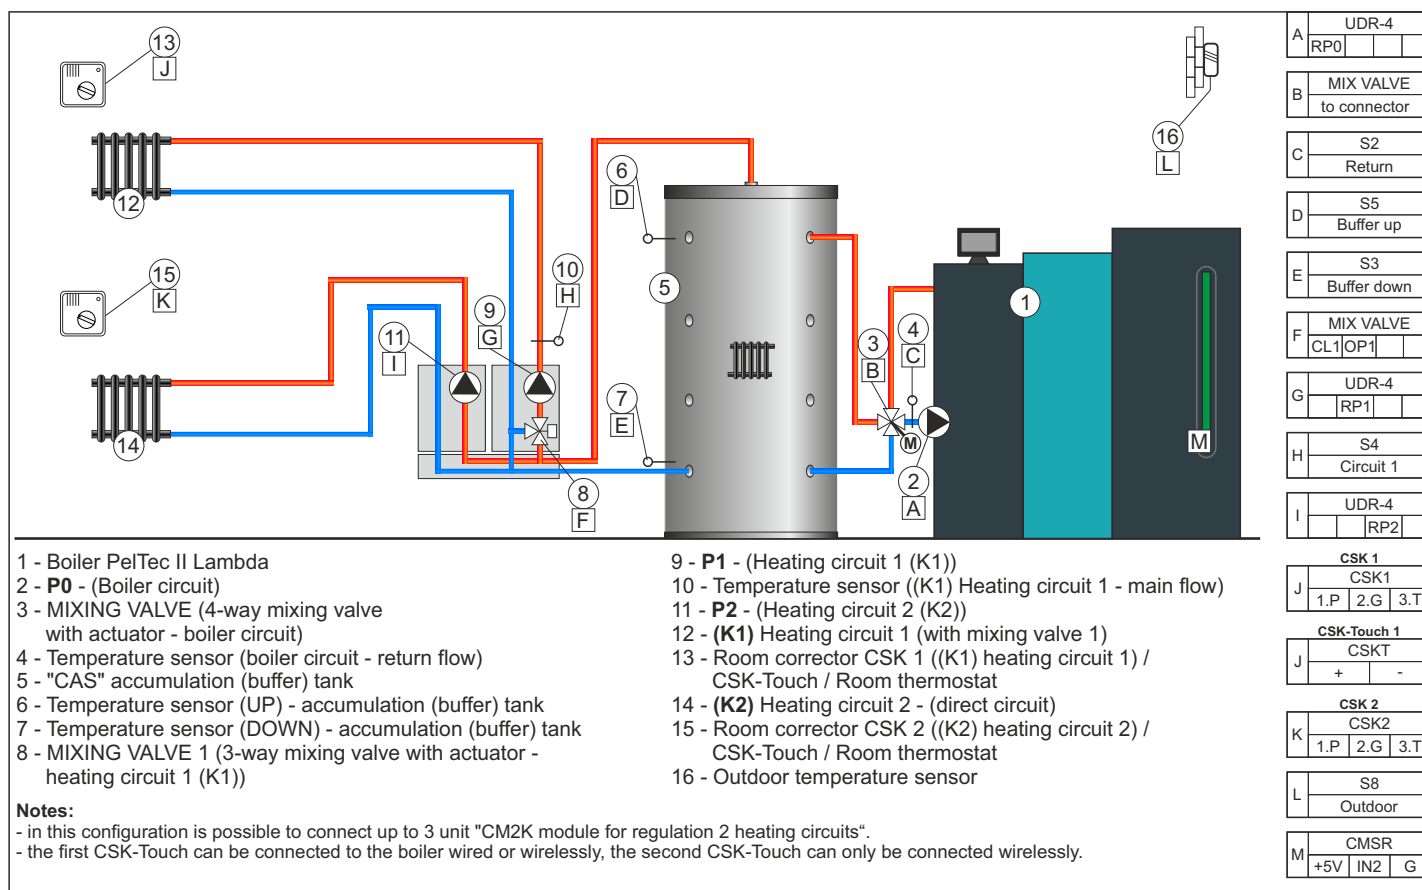 13
J
12
15
K
14
11
I
9
G
10
H
8
F
6
D
5
7
E
3
B
4
C
M
2
A
1
M
16
L
A
UDR-4
RP0
B
MIX VALVE
to connector
C
S2
Return
D
S5
Buffer up
E
S3
Buffer down
F
MIX VALVE
CL1 OP1
G
UDR-4
RP1
H
S4
Circuit 1
I
UDR-4
RP2
CSK 1
J
CSK1
1.P 2.G 3.T
CSK-Touch 1
J
CSKT
+ -
CSK 2
K
CSK2
1.P 2.G 3.T
L
S8
Outdoor
M
CMSR
+5V IN2 G
1 - Boiler PelTec II Lambda
2 - P0 - (Boiler circuit)
3 - MIXING VALVE (4-way mixing valve
with actuator - boiler circuit)
4 - Temperature sensor (boiler circuit - return flow)
5 - "CAS" accumulation (buffer) tank
6 - Temperature sensor (UP) - accumulation (buffer) tank
7 - Temperature sensor (DOWN) - accumulation (buffer) tank
8 - MIXING VALVE 1 (3-way mixing valve with actuator -
heating circuit 1 (K1))
9 - P1 - (Heating circuit 1 (K1))
10 - Temperature sensor ((K1) Heating circuit 1 - main flow)
11 - P2 - (Heating circuit 2 (K2))
12 - (K1) Heating circuit 1 (with mixing valve 1)
13 - Room corrector CSK 1 ((K1) heating circuit 1) /
CSK-Touch / Room thermostat
14 - (K2) Heating circuit 2 - (direct circuit)
15 - Room corrector CSK 2 ((K2) heating circuit 2) /
CSK-Touch / Room thermostat
16 - Outdoor temperature sensor
Notes:
- in this configuration is possible to connect up to 3 unit "CM2K module for regulation 2 heating circuits“.
- the first CSK-Touch can be connected to the boiler wired or wirelessly, the second CSK-Touch can only be connected wirelessly.